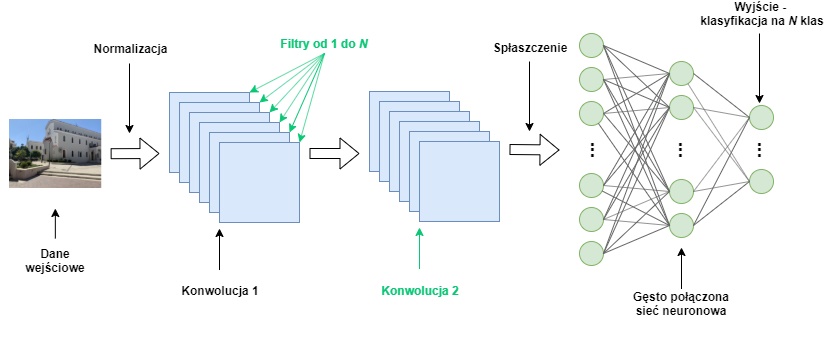 Wyjście -
klasyfikacja na N klas
Normalizacja
Filtry od 1 do N
Spłaszczenie
Dane
wejściowe
Konwolucja 1
Konwolucja 2
Gęsto połączona
sieć neuronowa